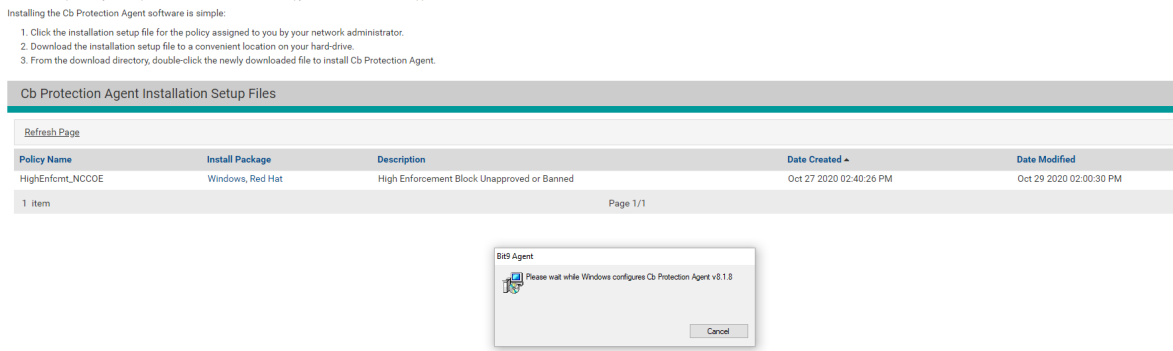 Installing the Cb Protection Agent software is simple:
1. Click the installation setup file for the policy assigned to you by your network administrator.
2. Download the installation setup file to a convenient location on your hard-drive.
3. From the download directory, double-click the newly downloaded file to install Cb Protection Agent.
Cb Protection Agent Installation Setup Files
Refresh Page
Policy Name Install Package Description Date Created Date Modified
HighEnfcmt_NCCOE Windows, Red Hat High Enforcement Block Unapproved or Banned Oct 27 2020 02:40:26 PM Oct 29 2020 02:00:30 PM
1 item Page 1/1
Bit9 Agent
Please wait while Windows configures Cb Protection Agent v8.1.8
Cancel